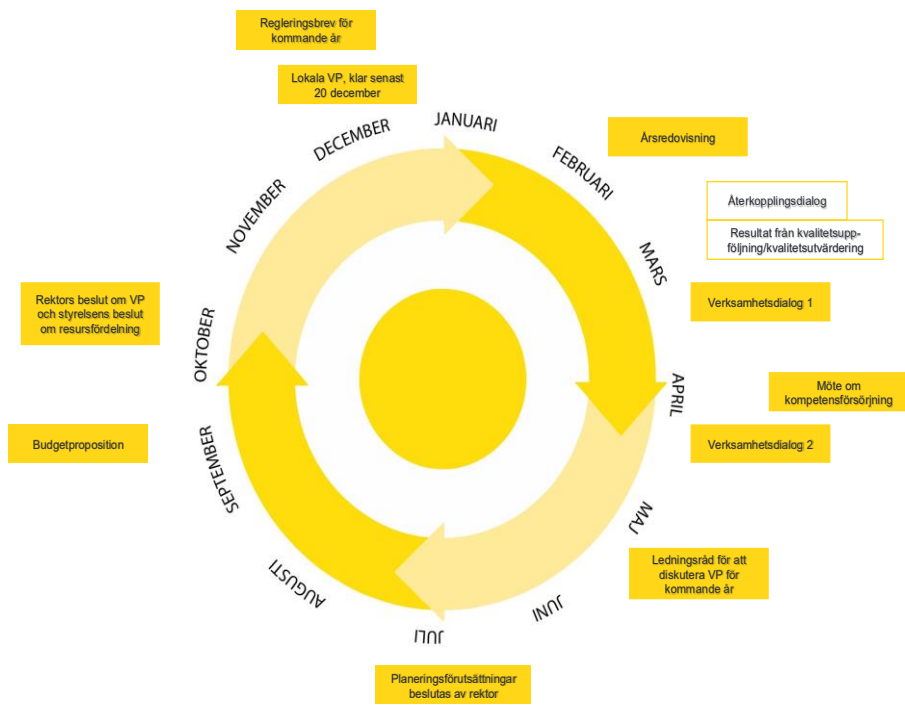 Regleringsbrev för
kommande år
Lokala VP, klar senast
20 december
JANUARI
FEBRUARI
MARS
APRIL
MAJ
JUNI
JULI
AUGUSTI
SEPTEMBER
OKTOBER
NOVEMBER
DECEMBER
Årsredovisning
Återkopplingsdialog
Resultat från kvalitetsupp-
följning/kvalitetsutvärdering
Verksamhetsdialog 1
Möte om
kompetensförsörjning
Verksamhetsdialog 2
Ledningsråd för att
diskutera VP för
kommande år
Planeringsförutsättningar
beslutas av rektor
Budgetproposition
Rektors beslut om VP
och styrelsens beslut
om resursfördelning